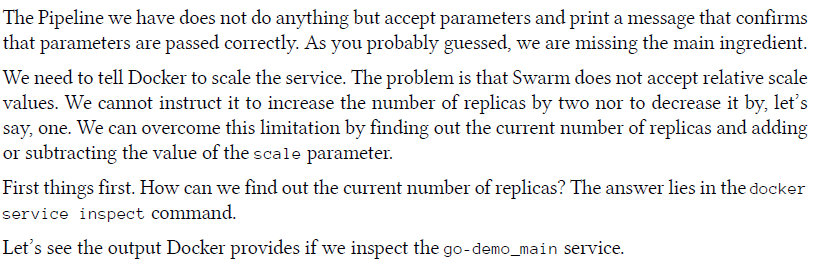 The Pipeline we have does not do anything but accept parameters and print a message that confirms
that parameters are passed correctly. As you probably guessed, we are missing the main ingredient.
We need to tell Docker to scale the service. The problem is that Swarm does not accept relative scale
values. We cannot instruct it to increase the number of replicas by two nor to decrease it by, let’s
say, one. We can overcome this limitation by finding out the current number of replicas and adding
or subtracting the value of the scale parameter.
First things first. How can we find out the current number of replicas? The answer lies in the docker
service inspect command.
Let’s see the output Docker provides if we inspect the go-demo_main service.